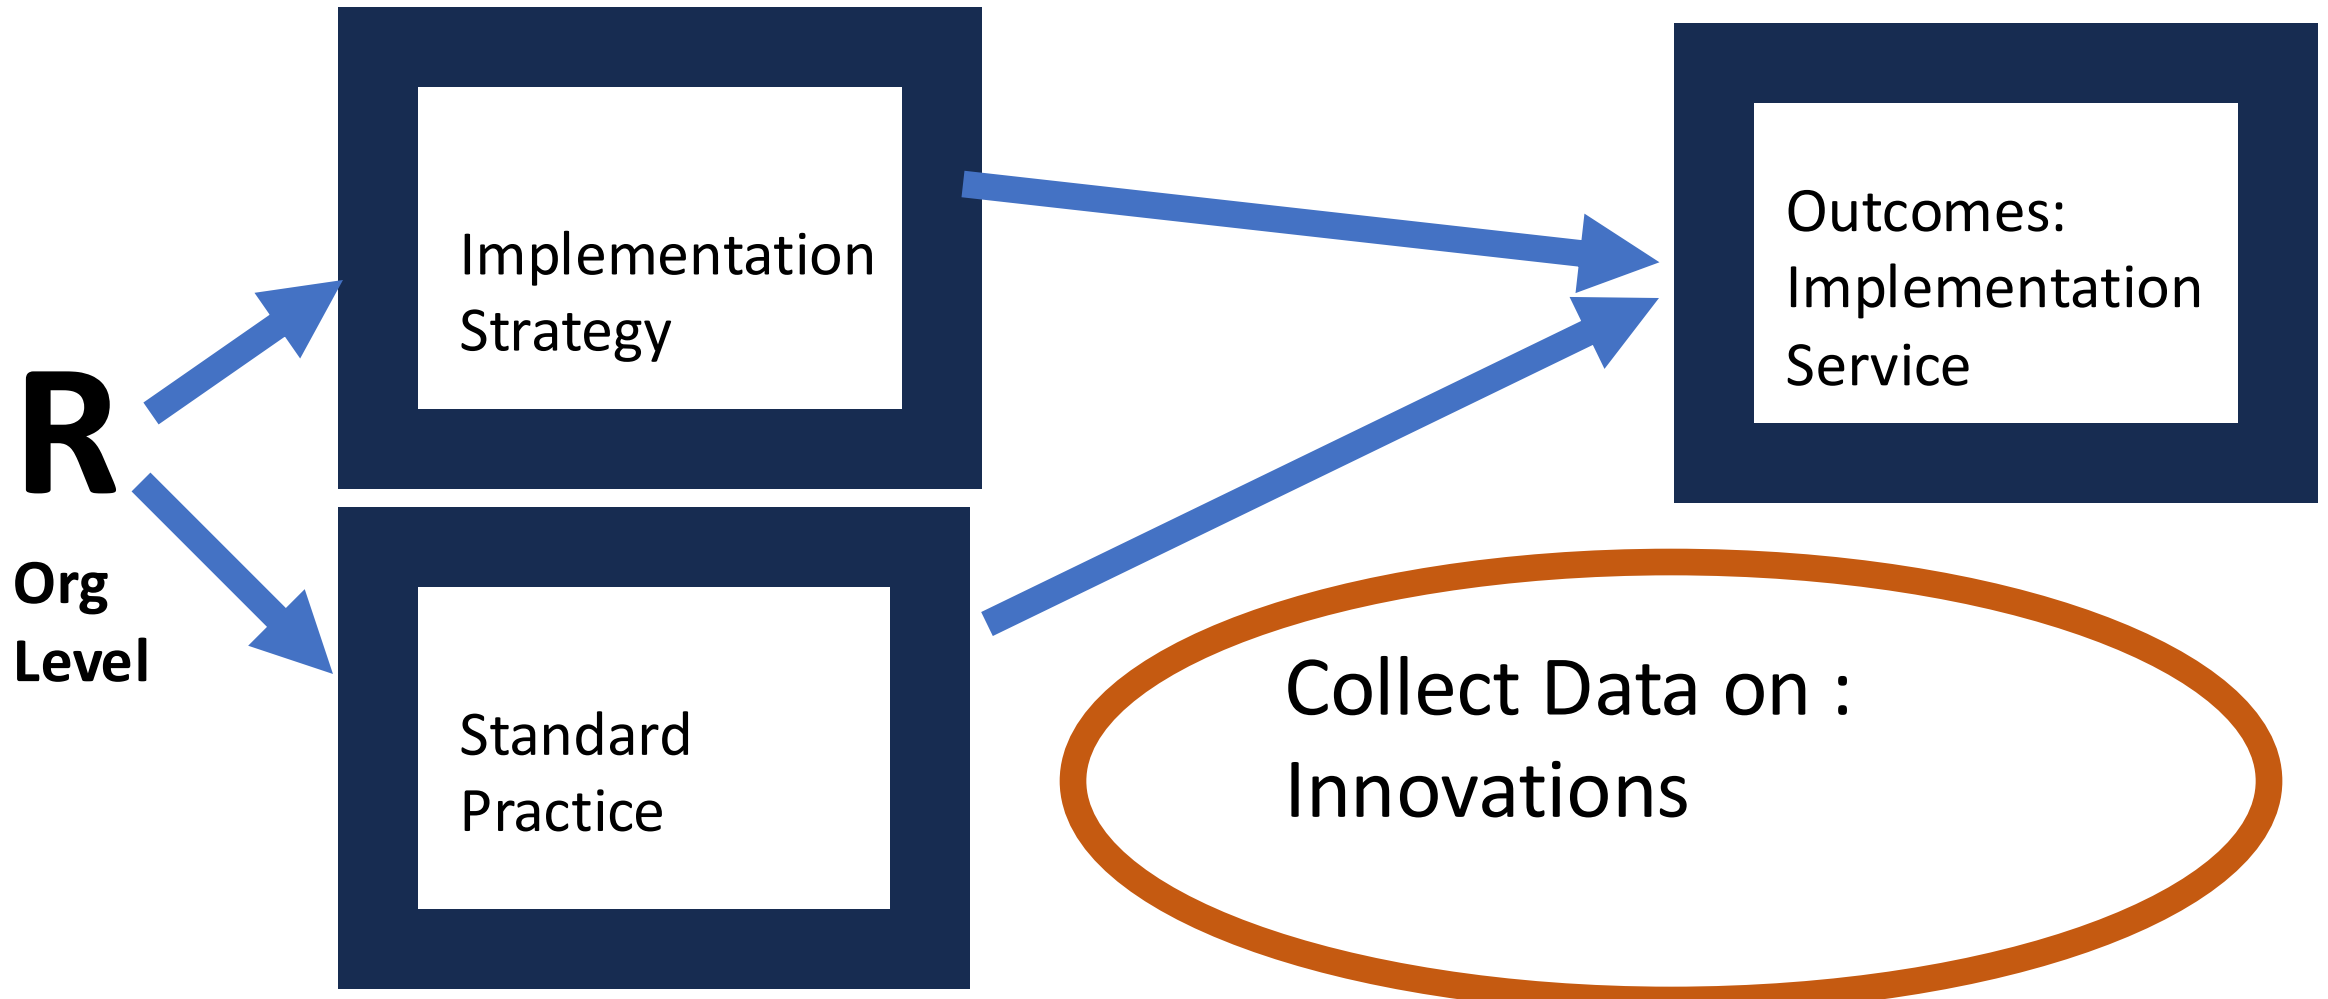 R
Org
Level
Implementation
Strategy
Standard
Practice
Outcomes:
Implementation
Service
Collect Data on :
Innovations